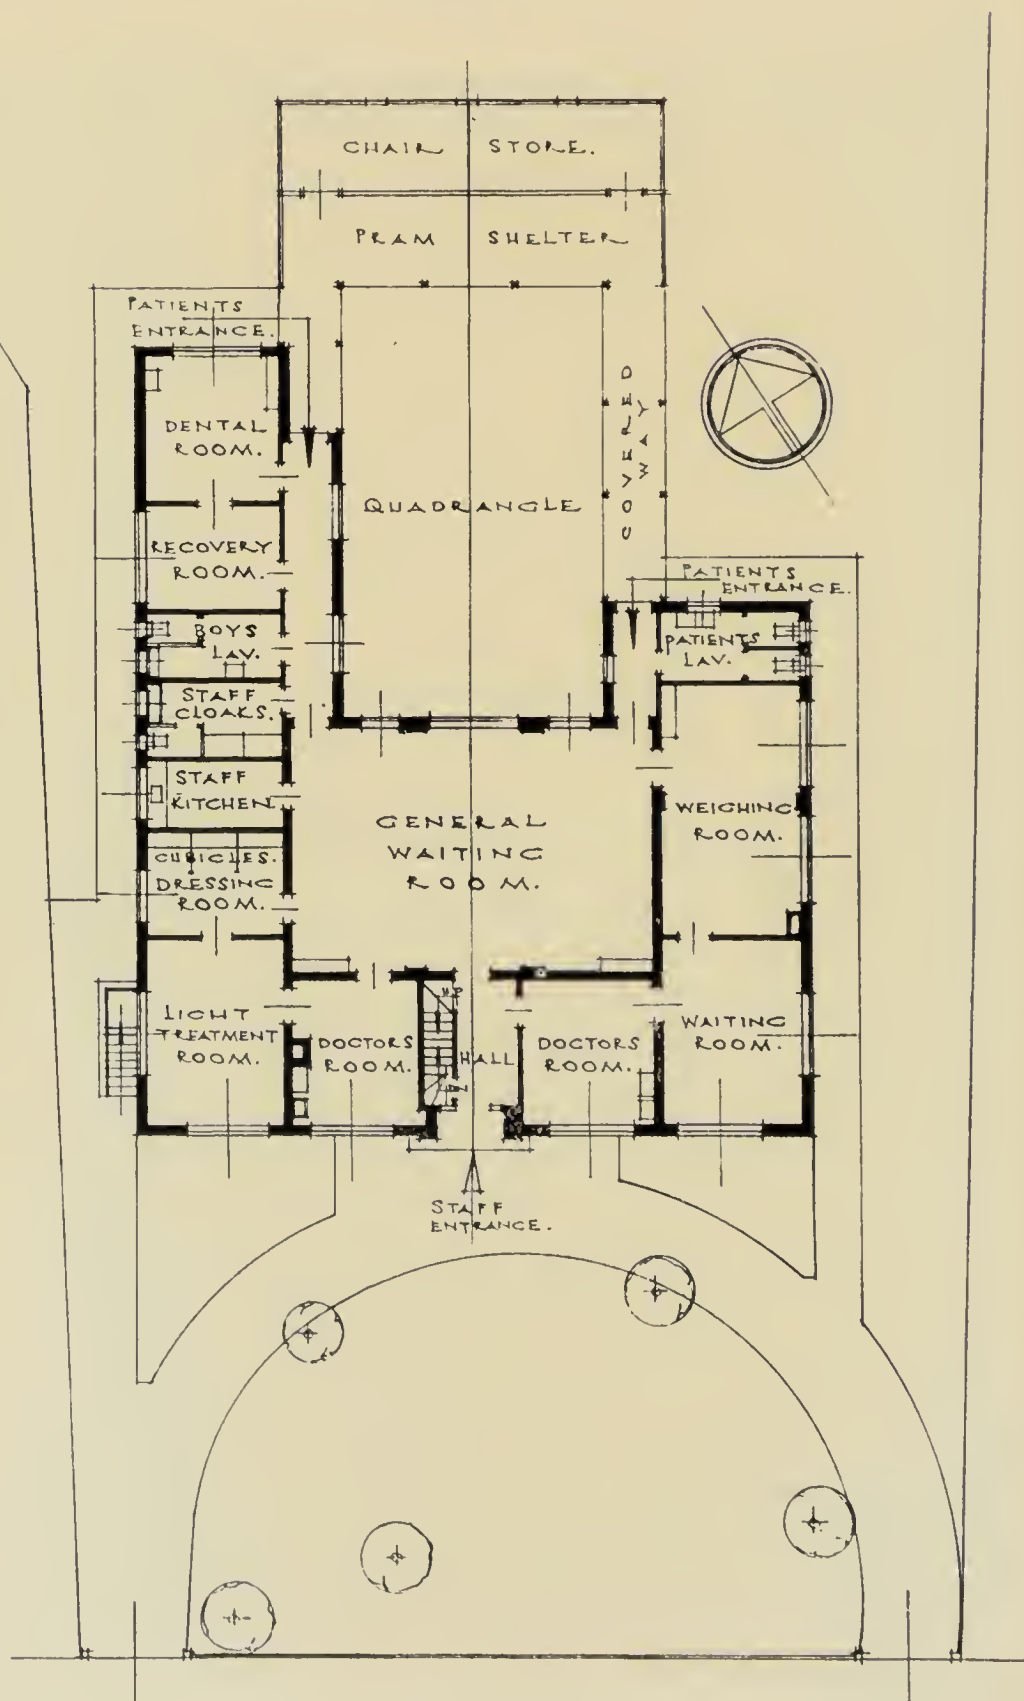 CHAIR STORE.
PRAM SHELTER
PATIENTS
ENTRANCE.
DENTAL
ROOM.
COVERED
WAY
QUADRANGLE
RECOVERY
ROOM.
PATIENTS
ENTRANCE.
BOYS
LAV.
PATIENTS
LAV.
STAFF
CLOAKS.
STAFF
KITCHEN
GENERAL
WAITING
ROOM.
WEIGHING
ROOM.
CUBICLES.
DRESSING
ROOM.
UP
LIGHT
TREATMENT
ROOM.
DOCTORS
ROOM.
HALL
DOCTORS
ROOM.
WAITING
ROOM.
STAFF
ENTRANCE.